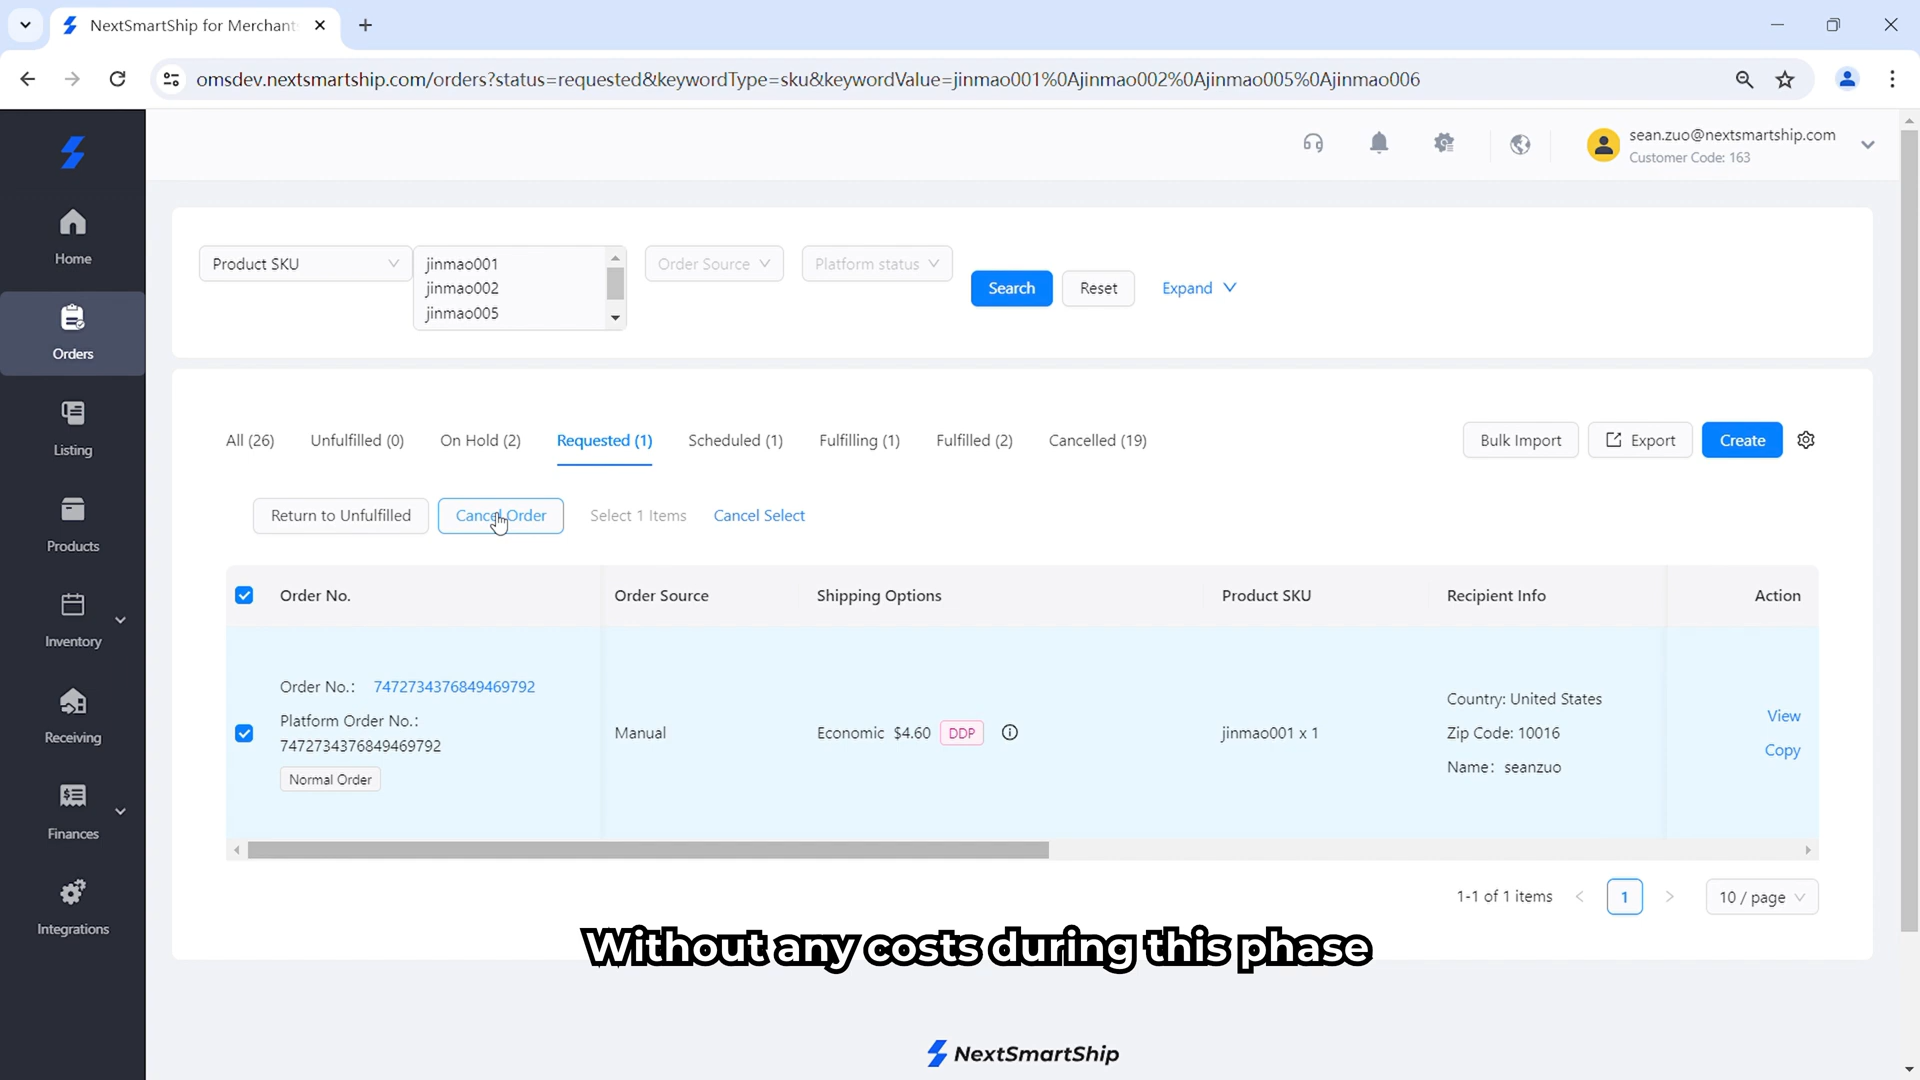 NextSmartShip for Merchant
omsdev.nextsmartship.com/orders?status=requested&keywordType=sku&keywordValue=jinmao001%0Ajinmao002%0Ajinmao005%0Ajinmao006
sean.zuo@nextsmartship.com
Customer Code: 163
Home
Orders
Listing
Products
Inventory
Receiving
Finances
Integrations
Product SKU
jinmao001
jinmao002
jinmao005
Order Source
Platform status
Search
Reset
Expand
All (26)
Unfulfilled (0)
On Hold (2)
Requested (1)
Scheduled (1)
Fulfilling (1)
Fulfilled (2)
Cancelled (19)
Bulk Import
Export
Create
Return to Unfulfilled
Cancel Order
Select 1 Items
Cancel Select
Order No.
Order Source
Shipping Options
Product SKU
Recipient Info
Action
Order No.: 7472734376849469792
Platform Order No.:
7472734376849469792
Normal Order
Manual
Economic $4.60 DDP
jinmao001 x 1
Country: United States
Zip Code: 10016
Name: seanzuo
View
Copy
1-1 of 1 items
1
10 / page
Without any costs during this phase
NextSmartShip